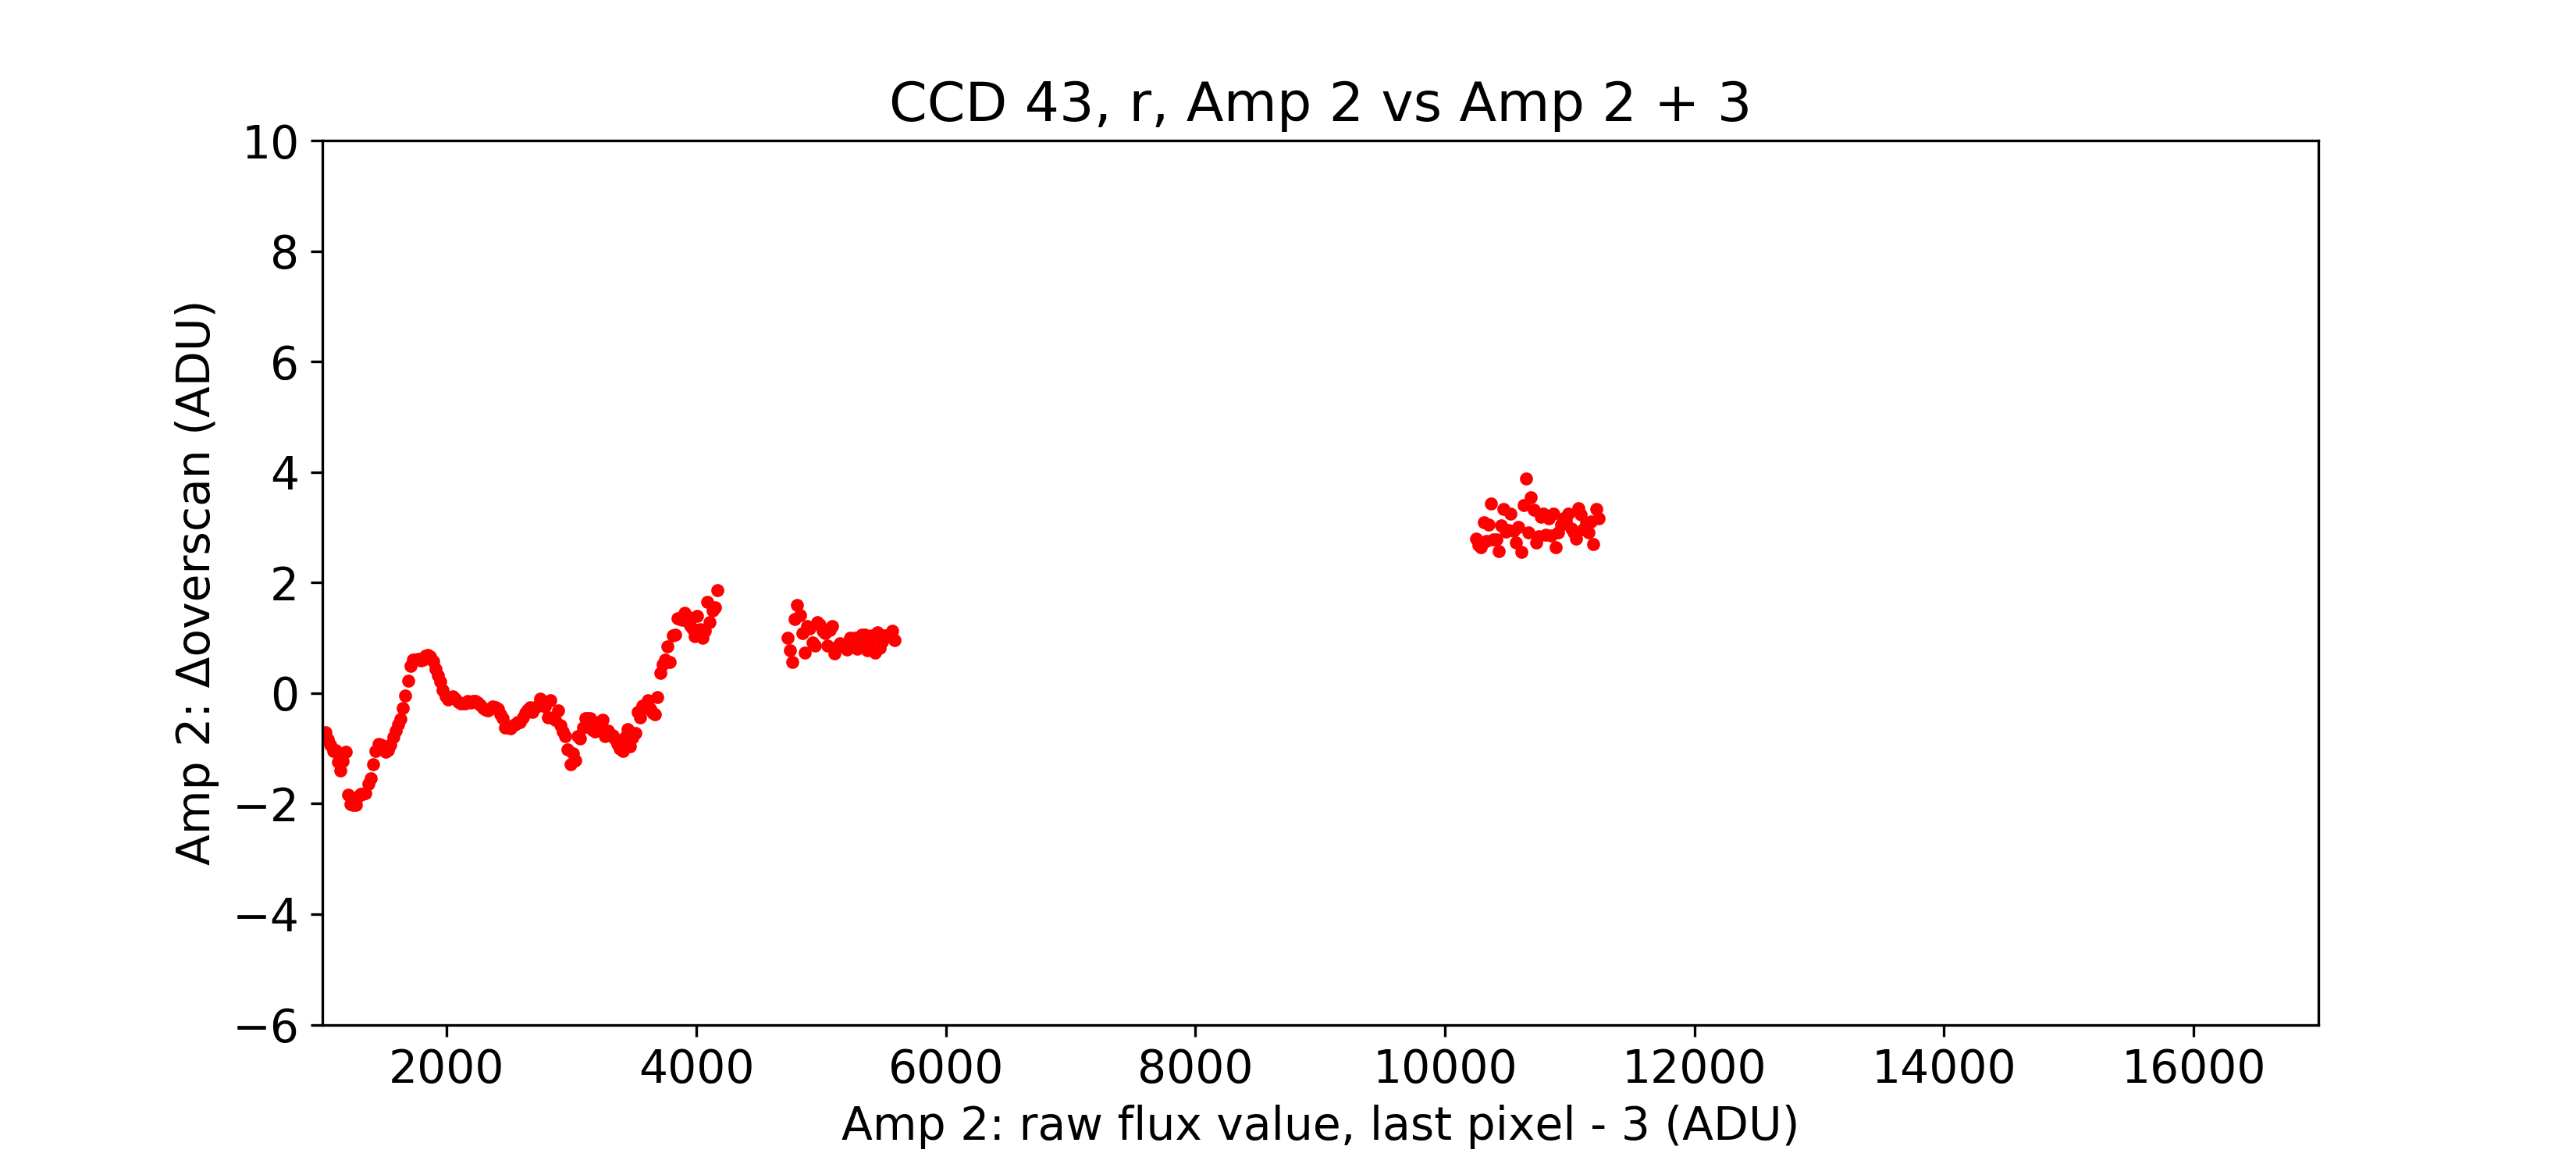 CCD 43, r, Amp 2 vs Amp 2 + 3
10
8
6
4
2
0
−2
−4
−6
Amp 2: Δoverscan (ADU)
2000 4000 6000 8000 10000 12000 14000 16000
Amp 2: raw flux value, last pixel - 3 (ADU)